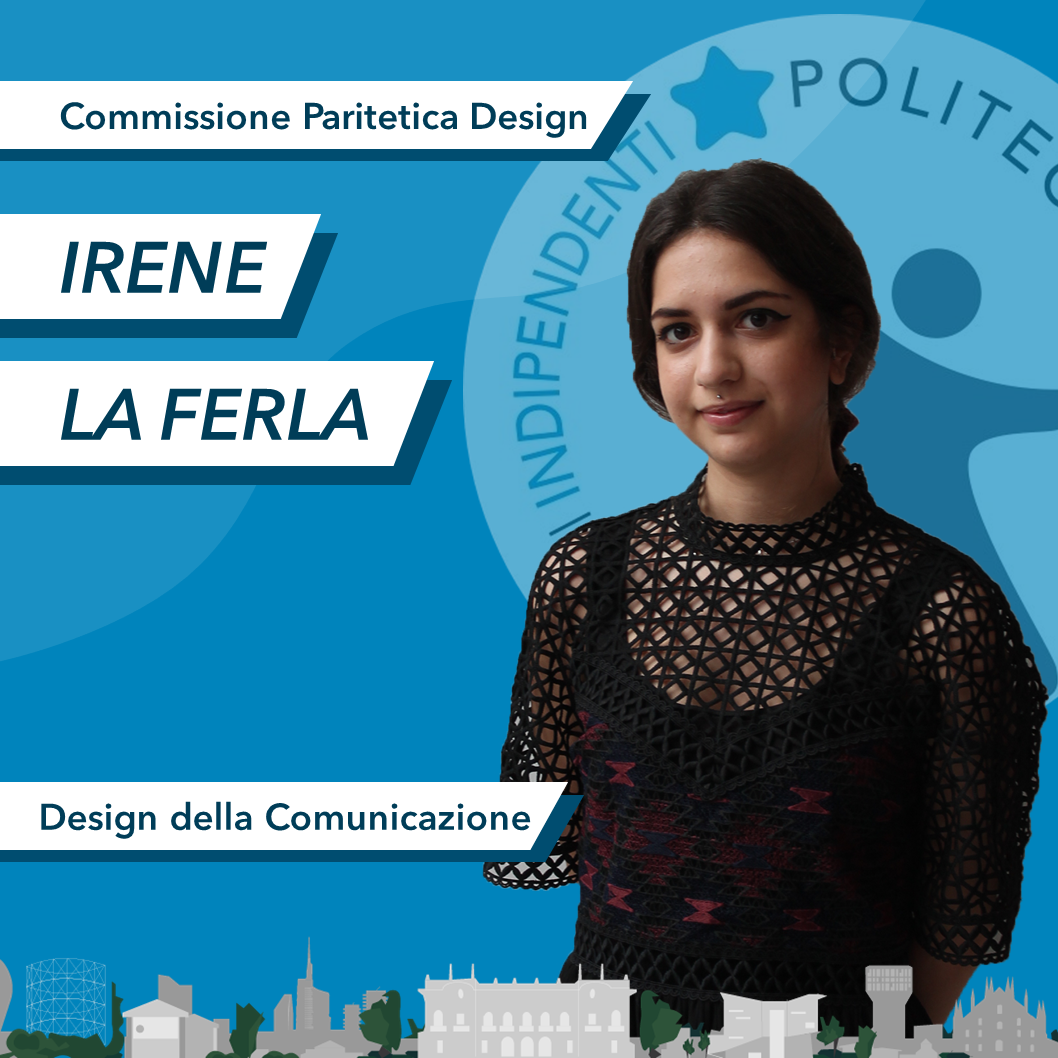 Commissione Paritetica Design
IRENE
LA FERLA
INDIPENDENTI
POLITEC
Design della Comunicazione